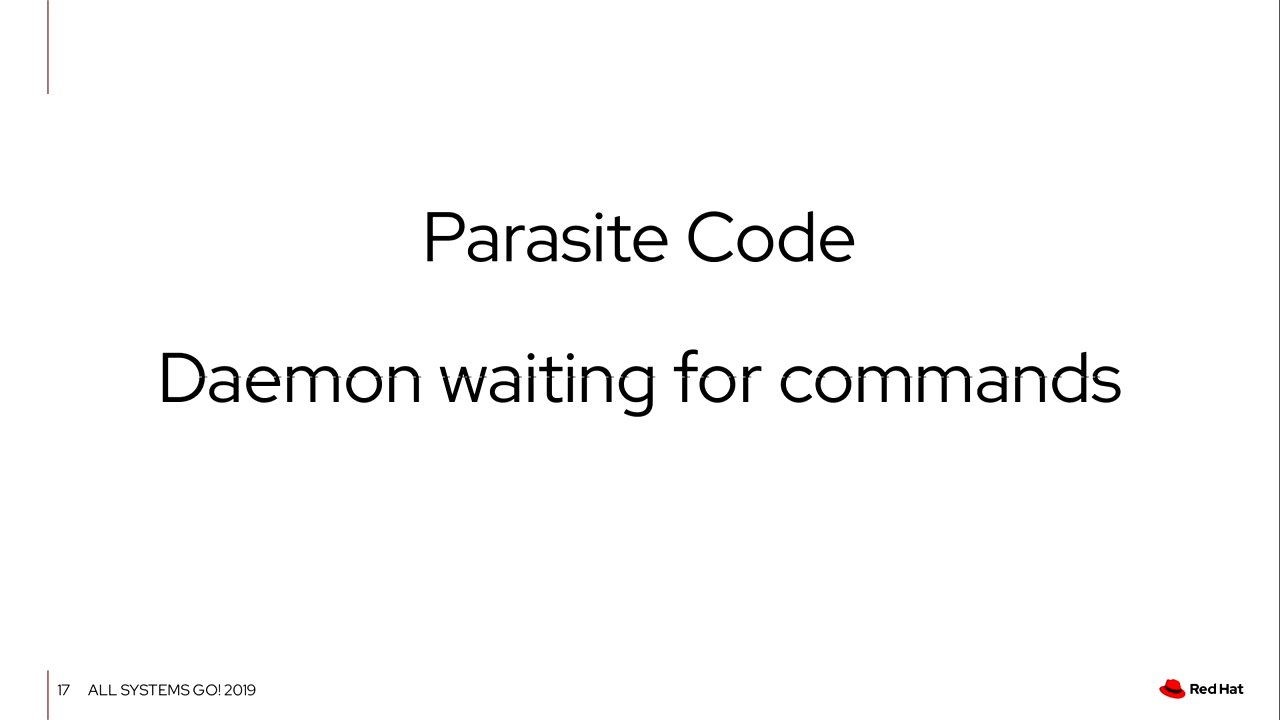 Parasite Code
Daemon waiting for commands
17 ALL SYSTEMS GO! 2019
Red Hat